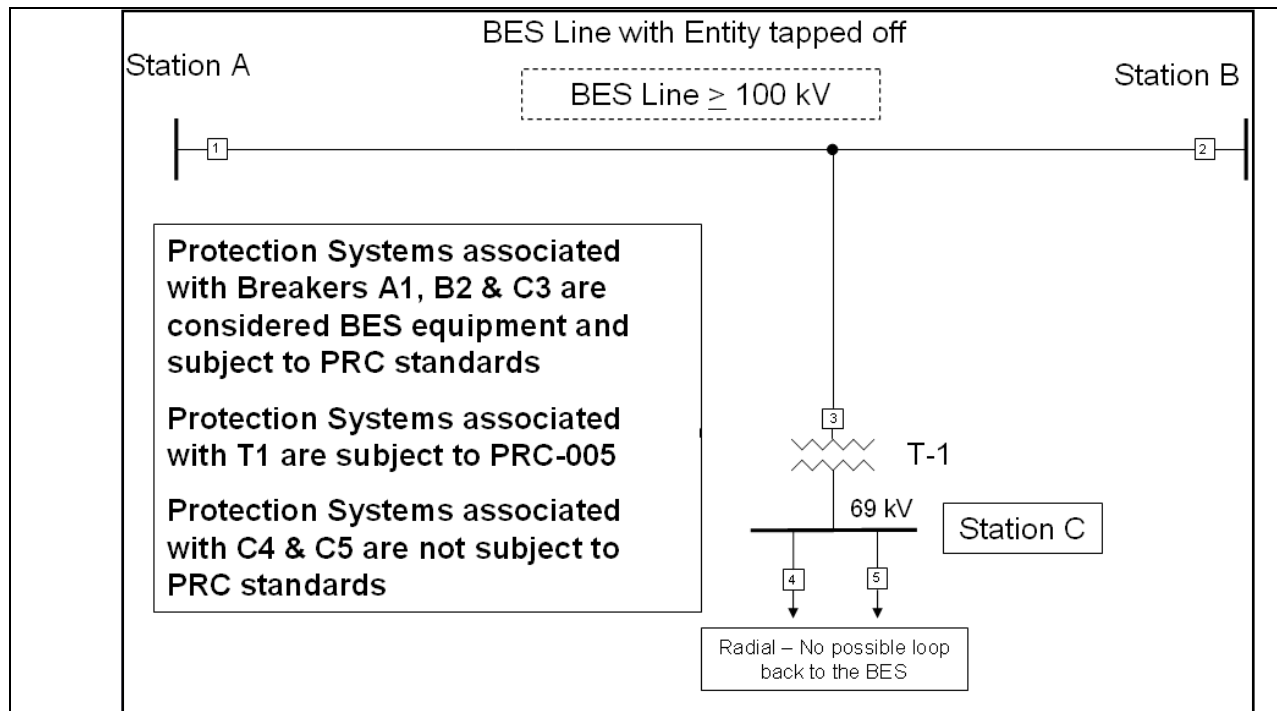 BES Line with Entity tapped off
Station A
BES Line ≥ 100 kV
Station B
1
2
Protection Systems associated
with Breakers A1, B2 & C3 are
considered BES equipment and
subject to PRC standards
Protection Systems associated
with T1 are subject to PRC-005
Protection Systems associated
with C4 & C5 are not subject to
PRC standards
3
T-1
69 kV
Station C
4
5
Radial – No possible loop
back to the BES